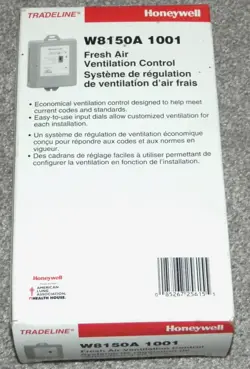 TRADELINE™ Honeywell
W8150A 1001
Fresh Air
Ventilation Control
Système de régulation
de ventilation d'air frais
• Economical ventilation control designed to help meet
current codes and standards.
• Easy-to-use input dials allow customized ventilation for
each installation.
• Un système de régulation de ventilation économique
conçu pour répondre aux codes et aux normes en
vigueur.
• Des cadrans de réglage faciles à utiliser permettant de
configurer la ventilation en fonction de l'installation.
Honeywell
AMERICAN
LUNG
ASSOCIATION
HEALTH HOUSE
85267 25615
TRADELINE™ Honeywell
W8150A 1001
Fresh Air Ventilation Control